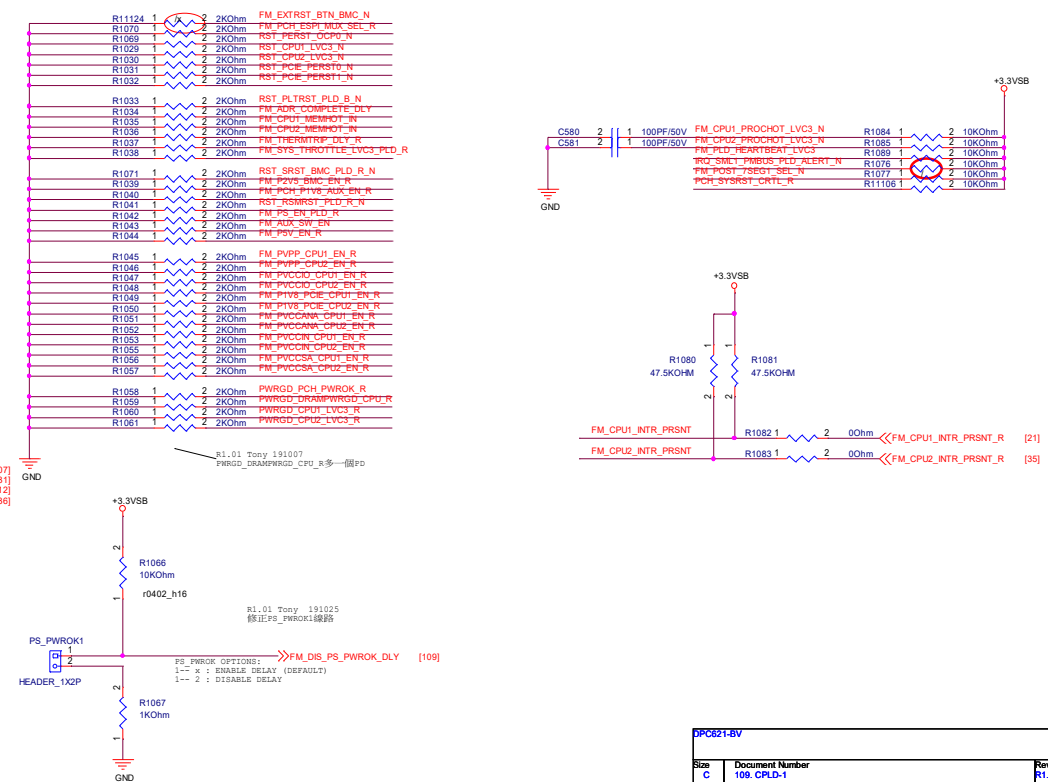 R11124 1 /x 2 2KOhm FM_EXTRST_BTN_BMC_N
R1070 2 2KOhm FM_PCH_ESPI_MUX_SEL_R
R1069 1 2 2KOhm RST_PERST_OCP0_N
R1029 1 2 2KOhm RST_CPU1_LVC3_N
R1030 1 2 2KOhm RST_CPU2_LVC3_N
R1031 1 2 2KOhm RST_PCIE_PERST0_N
R1032 1 2 2KOhm RST_PCIE_PERST1_N
R1033 1 2 2KOhm RST_PLTRST_PLD_B_N
R1034 1 2 2KOhm FM_ADR_COMPLETE_DLY
R1035 1 2 2KOhm FM_CPU1_MEMHOT_IN
R1036 1 2 2KOhm FM_CPU2_MEMHOT_IN
R1037 1 2 2KOhm FM_THERMTRIP_DLY_R
R1038 1 2 2KOhm FM_SYS_THROTTLE_LVC3_PLD_R
R1071 1 2 2KOhm RST_SRST_BMC_PLD_R_N
R1039 1 2 2KOhm FM_P2V5_BMC_EN_R
R1040 1 2 2KOhm FM_PCH_P1V8_AUX_EN_R
R1041 1 2 2KOhm RST_RSMRST_PLD_R_N
R1042 1 2 2KOhm FM_PS_EN_PLD_R
R1043 1 2 2KOhm FM_AUX_SW_EN
R1044 1 2 2KOhm FM_P5V_EN_R
R1045 1 2 2KOhm FM_PVPP_CPU1_EN_R
R1046 1 2 2KOhm FM_PVPP_CPU2_EN_R
R1047 1 2 2KOhm FM_PVCCIO_CPU1_EN_R
R1048 1 2 2KOhm FM_PVCCIO_CPU2_EN_R
R1049 1 2 2KOhm FM_P1V8_PCIE_CPU1_EN_R
R1050 1 2 2KOhm FM_P1V8_PCIE_CPU2_EN_R
R1051 1 2 2KOhm FM_PVCCANA_CPU1_EN_R
R1052 1 2 2KOhm FM_PVCCANA_CPU2_EN_R
R1053 1 2 2KOhm FM_PVCCIN_CPU1_EN_R
R1055 1 2 2KOhm FM_PVCCIN_CPU2_EN_R
R1056 1 2 2KOhm FM_PVCCSA_CPU1_EN_R
R1057 1 2 2KOhm FM_PVCCSA_CPU2_EN_R
R1058 1 2 2KOhm PWRGD_PCH_PWROK_R
R1059 1 2 2KOhm PWRGD_DRAMPWRGD_CPU_R
R1060 1 2 2KOhm PWRGD_CPU1_LVC3_R
R1061 1 2 2KOhm PWRGD_CPU2_LVC3_R
R1.01 Tony 191007
PWRGD_DRAMPWRGD_CPU_R多一個PD
GND
+3.3VSB
C580 2 1 100PF/50V FM_CPU1_PROCHOT_LVC3_N R1084 1 2 10KOhm
C581 2 1 100PF/50V FM_CPU2_PROCHOT_LVC3_N R1085 1 2 10KOhm
FM_PLD_HEARTBEAT_LVC3 R1089 1 2 10KOhm
IRQ_SML1_PMBUS_PLD_ALERT_N R1076 1 2 10KOhm
FM_POST_7SEG1_SEL_N R1077 1 2 10KOhm
PCH_SYSRST_CRTL_R R11106 1 2 10KOhm
GND
+3.3VSB
1 1
R1080 R1081
47.5KOHM 47.5KOHM
2 2
FM_CPU1_INTR_PRSNT R1082 1 2 0Ohm FM_CPU1_INTR_PRSNT_R [21]
FM_CPU2_INTR_PRSNT R1083 1 2 0Ohm FM_CPU2_INTR_PRSNT_R [35]
07]
31]
12]
36]
+3.3VSB
2
R1066
10KOhm
1
r0402_h16
R1.01 Tony 191025
修正PS_PWROK1線路
PS_PWROK1
1
2
HEADER_1X2P
FM_DIS_PS_PWROK_DLY [109]
PS_PWROK OPTIONS:
1-- x : ENABLE DELAY (DEFAULT)
1-- 2 : DISABLE DELAY
2
R1067
1KOhm
1
GND
DPC621-BV
Size Document Number Rev
C 109. CPLD-1 R1.